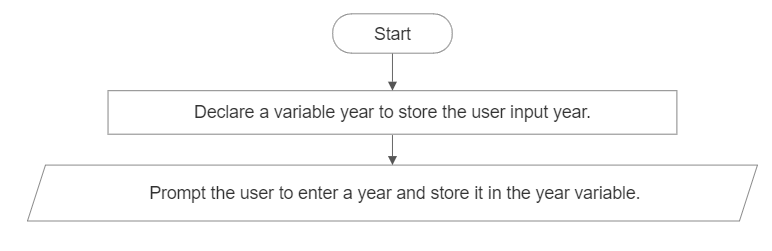 Start
Declare a variable year to store the user input year.
Prompt the user to enter a year and store it in the year variable.